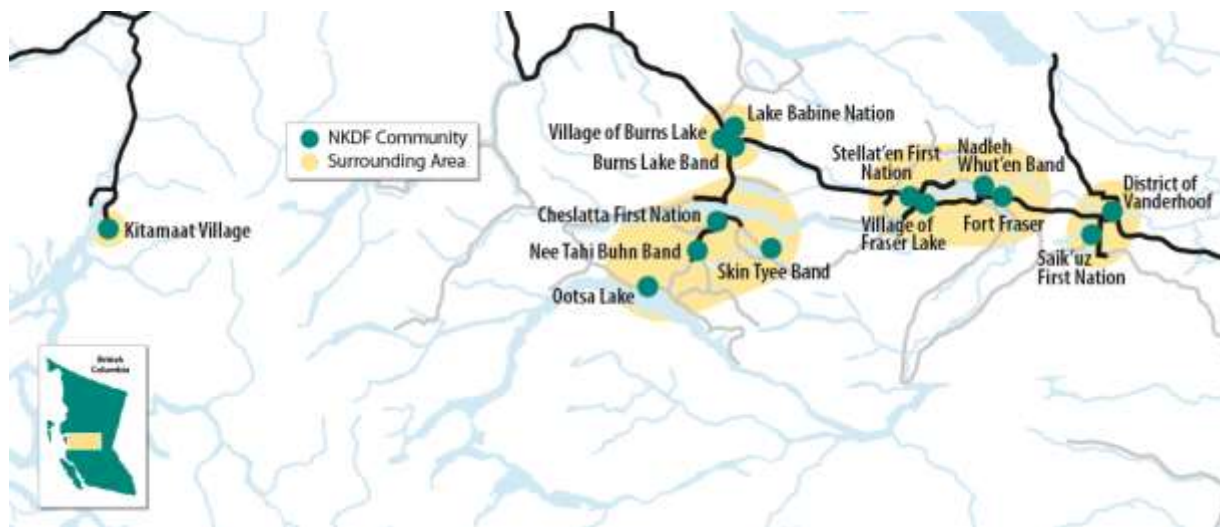 Lake Babine Nation
Village of Burns Lake
Burns Lake Band
NKDF Community
Surrounding Area
Stellat'en First
Nation
Nadleh
Whut'en Band
District of
Vanderhoof
Kitamaat Village
Cheslatta First Nation
Village of
Fraser Lake
Fort Fraser
Nee Tahi Buhn Band
Skin Tyee Band
Saik'uz
First Nation
Ootsa Lake
British
Columbia